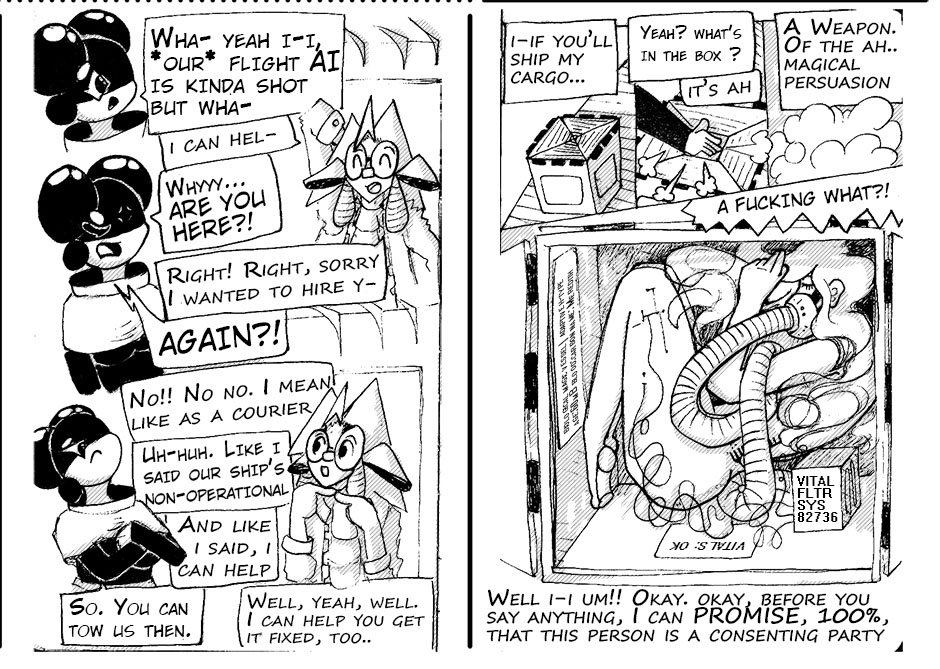 WHA- YEAH I-I,
*OUR* FLIGHT AI
IS KINDA SHOT
BUT WHA-
I CAN HEL-
WHYYY...
ARE YOU
HERE?!
RIGHT! RIGHT, SORRY
I WANTED TO HIRE Y-
AGAIN?!
NO!! NO NO. I MEAN
LIKE AS A COURIER
UH-HUH. LIKE I
SAID OUR SHIP'S
NON-OPERATIONAL
AND LIKE
I SAID, I
CAN HELP
SO. YOU CAN
TOW US THEN.
WELL, YEAH, WELL.
I CAN HELP YOU GET
IT FIXED, TOO..
I-IF YOU'LL
SHIP MY
CARGO...
YEAH? WHAT'S
IN THE BOX ?
IT'S AH
A WEAPON.
OF THE AH..
MAGICAL
PERSUASION
A FUCKING WHAT?!
VITAL
FLTR
SYS
82736
VITALS: OK
WELL I-I UM!! OKAY. OKAY, BEFORE YOU
SAY ANYTHING, I CAN PROMISE, 100%,
THAT THIS PERSON IS A CONSENTING PARTY